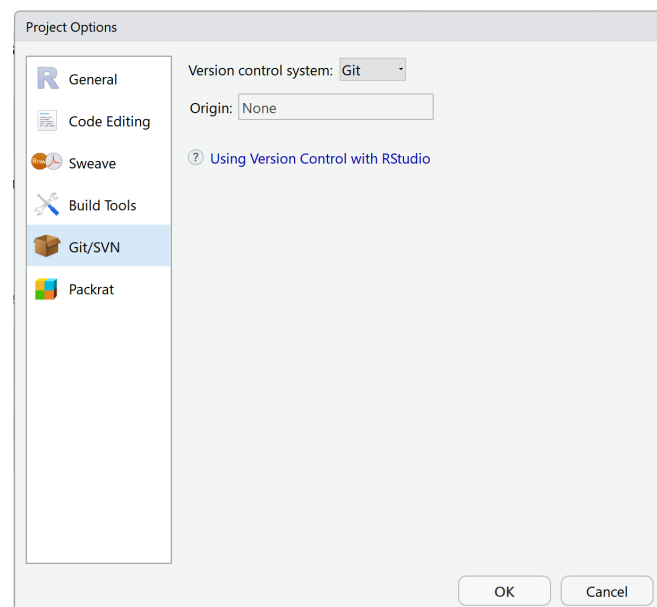 Project Options
General
Code Editing
Sweave
Build Tools
Git/SVN
Packrat
Version control system: Git
Origin: None
? Using Version Control with RStudio
OK
Cancel